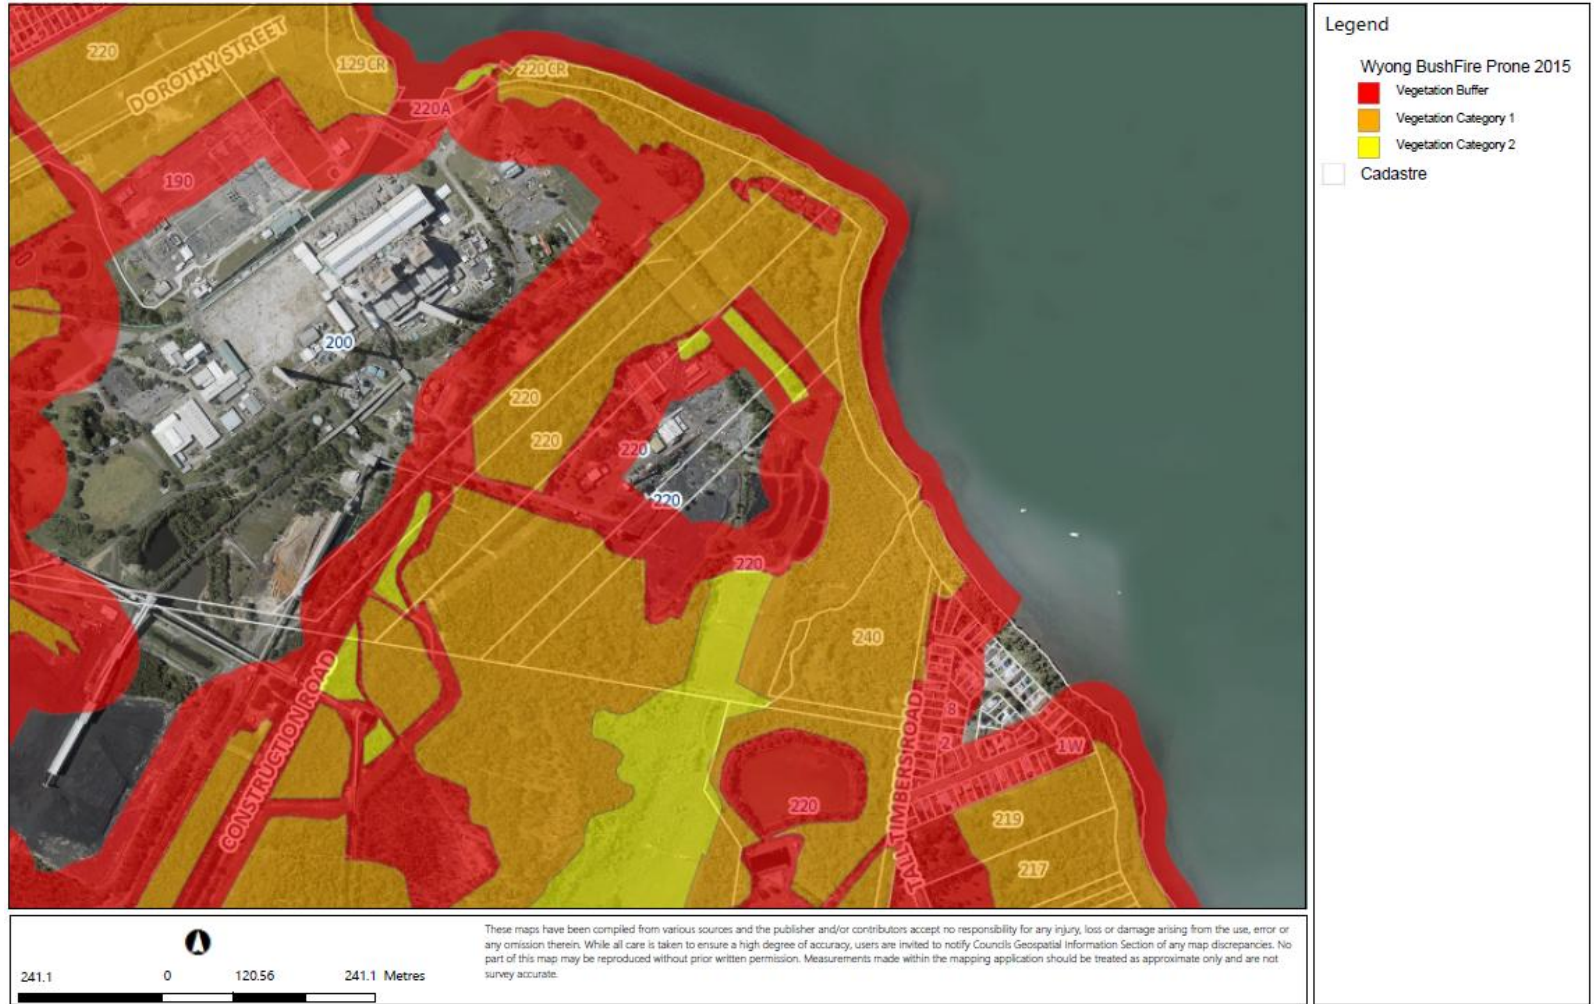 220
DOROTHY STREET
129CR
220CR
220A
190
200
220
220
220
220
220
240
8
2
1W
220
219
217
CONSTRUCTION ROAD
TALL TIMBERS ROAD
Legend
Wyong BushFire Prone 2015
Vegetation Buffer
Vegetation Category 1
Vegetation Category 2
Cadastre
241.1 0 120.56 241.1 Metres
These maps have been compiled from various sources and the publisher and/or contributors accept no responsibility for any injury, loss or damage arising from the use, error or
any omission therein. While all care is taken to ensure a high degree of accuracy, users are invited to notify Councils Geospatial Information Section of any map discrepancies. No
part of this map may be reproduced without prior written permission. Measurements made within the mapping application should be treated as approximate only and are not
survey accurate.